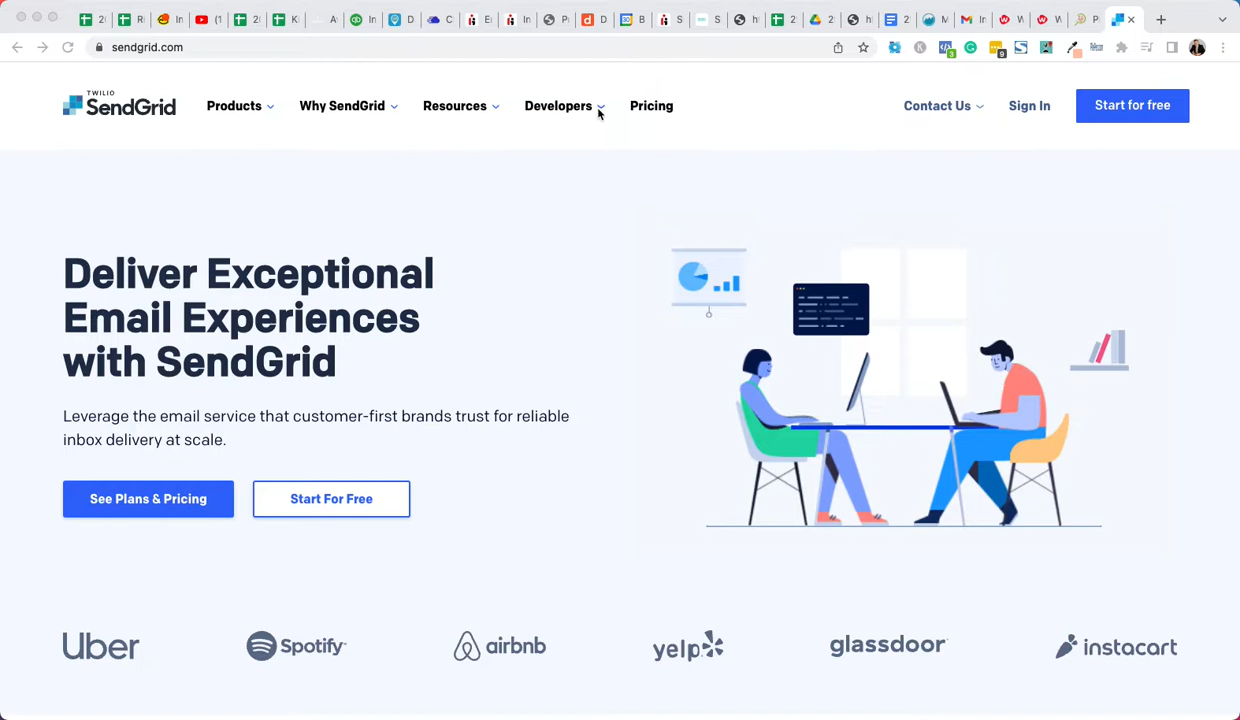 sendgrid.com
TWILIO
SendGrid
Products
Why SendGrid
Resources
Developers
Pricing
Contact Us
Sign In
Start for free
Deliver Exceptional
Email Experiences
with SendGrid
Leverage the email service that customer-first brands trust for reliable
inbox delivery at scale.
See Plans & Pricing
Start For Free
Uber
Spotify
airbnb
yelp
glassdoor
instacart